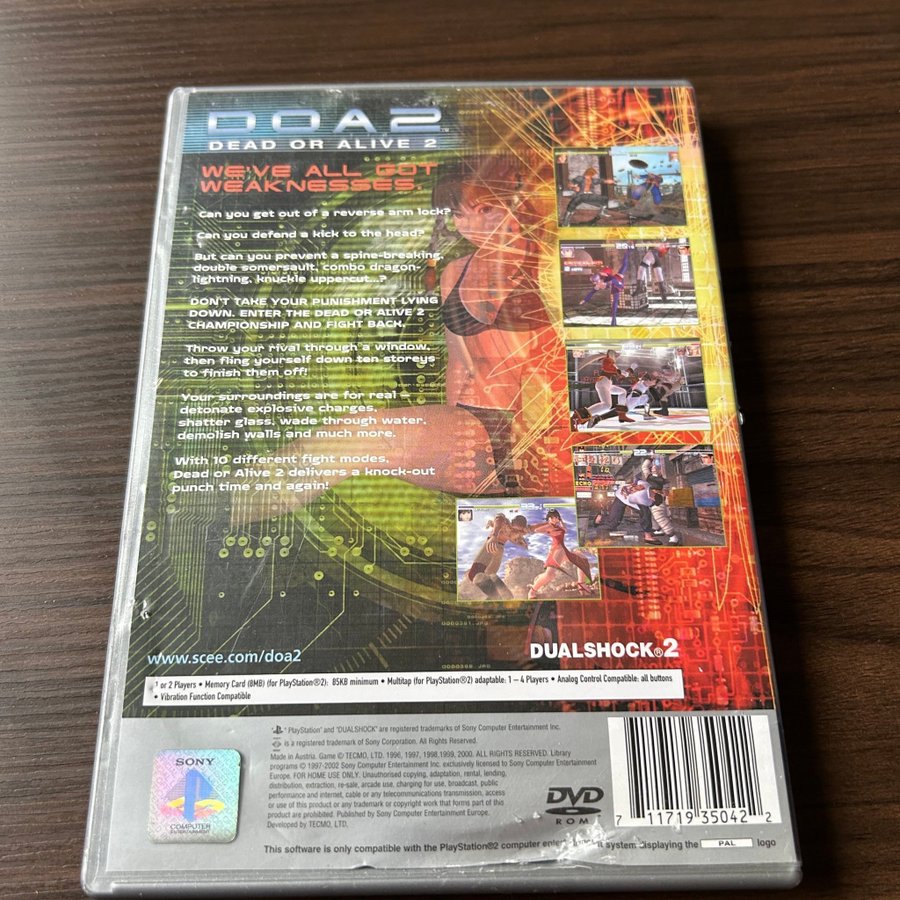 DOA2™
DEAD OR ALIVE 2
WE'VE ALL GOT
WEAKNESSES.
Can you get out of a reverse arm lock?
Can you defend a kick to the head?
But can you prevent a spine-breaking,
double somersault, combo dragon-
lightning, knuckle uppercut...?
DON'T TAKE YOUR PUNISHMENT LYING
DOWN. ENTER THE DEAD OR ALIVE 2
CHAMPIONSHIP AND FIGHT BACK.
Throw your rival through a window,
then fling yourself down ten storeys
to finish them off!
Your surroundings are for real –
detonate explosive charges,
shatter glass, wade through water,
demolish walls and much more.
With 10 different fight modes,
Dead or Alive 2 delivers a knock-out
punch time and again!
www.scee.com/doa2
DUALSHOCK®2
1 or 2 Players • Memory Card (8MB) (for PlayStation®2): 85KB minimum • Multitap (for PlayStation®2) adaptable: 1 – 4 Players • Analog Control Compatible: all buttons
• Vibration Function Compatible
" PlayStation" and "DUALSHOCK" are registered trademarks of Sony Computer Entertainment Inc.
is a registered trademark of Sony Corporation. All Rights Reserved.
Made in Austria. Game © TECMO, LTD. 1996, 1997, 1998,1999, 2000. ALL RIGHTS RESERVED. Library
programs © 1997-2002 Sony Computer Entertainment Inc. exclusively licensed to Sony Computer Entertainment
Europe. FOR HOME USE ONLY. Unauthorised copying, adaptation, rental, lending,
distribution, extraction, re-sale, arcade use, charging for use, broadcast, public
performance and internet, cable or any telecommunications transmission, access
or use of this product or any trademark or copyright work that forms part of this
product are prohibited. Published by Sony Computer Entertainment Europe.
Developed by TECMO, LTD.
SONY
COMPUTER
ENTERTAINMENT
DVD
ROM
7 11719 35042 2
This software is only compatible with the PlayStation®2 computer entertainment system displaying the PAL logo